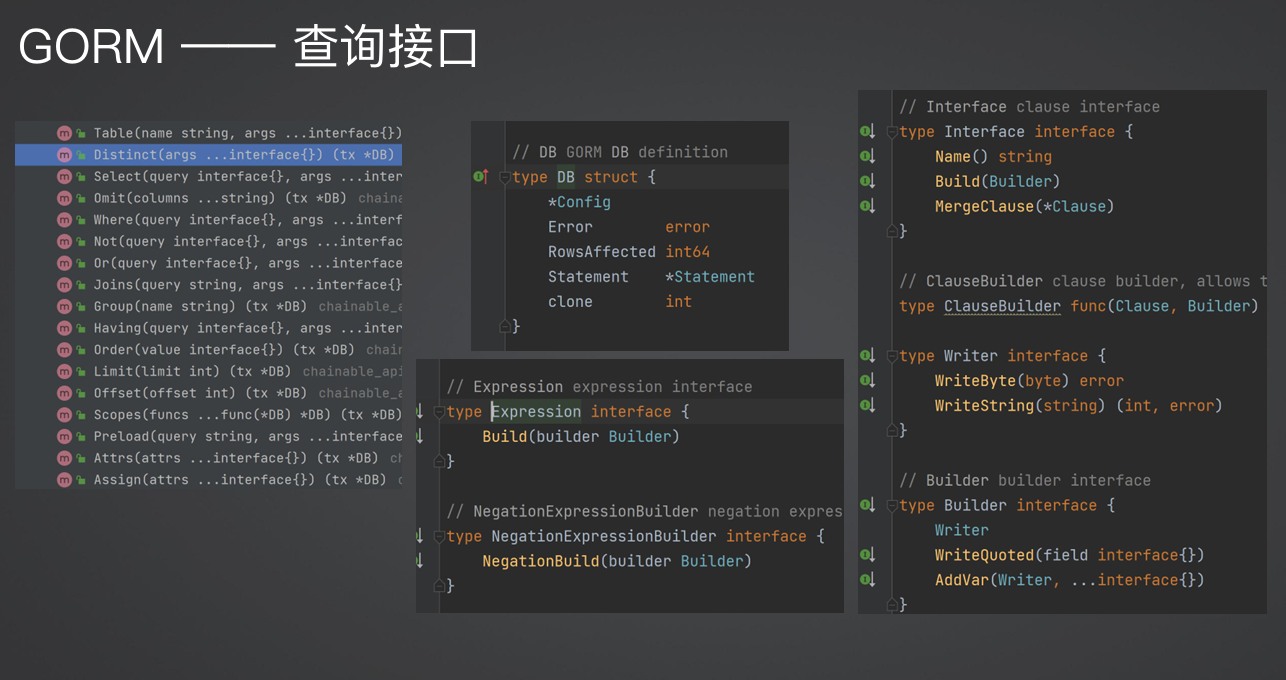 GORM —— 查询接口
Table(name string, args ...interface{})
Distinct(args ...interface{}) (tx *DB)
Select(query interface{}, args ...inter
Omit(columns ...string) (tx *DB) chaina
Where(query interface{}, args ...interf
Not(query interface{}, args ...interfac
Or(query interface{}, args ...interface
Joins(query string, args ...interface{}
Group(name string) (tx *DB) chainable_a
Having(query interface{}, args ...inter
Order(value interface{}) (tx *DB) chain
Limit(limit int) (tx *DB) chainable_api
Offset(offset int) (tx *DB) chainable_a
Scopes(funcs ...func(*DB) *DB) (tx *DB)
Preload(query string, args ...interface
Attrs(attrs ...interface{}) (tx *DB) ch
Assign(attrs ...interface{}) (tx *DB) c
// DB GORM DB definition
type DB struct {
*Config
Error error
RowsAffected int64
Statement *Statement
clone int
}
// Expression expression interface
type Expression interface {
Build(builder Builder)
}
// NegationExpressionBuilder negation expres
type NegationExpressionBuilder interface {
NegationBuild(builder Builder)
}
// Interface clause interface
type Interface interface {
Name() string
Build(Builder)
MergeClause(*Clause)
}
// ClauseBuilder clause builder, allows t
type ClauseBuilder func(Clause, Builder)
type Writer interface {
WriteByte(byte) error
WriteString(string) (int, error)
}
// Builder builder interface
type Builder interface {
Writer
WriteQuoted(field interface{})
AddVar(Writer, ...interface{})
}